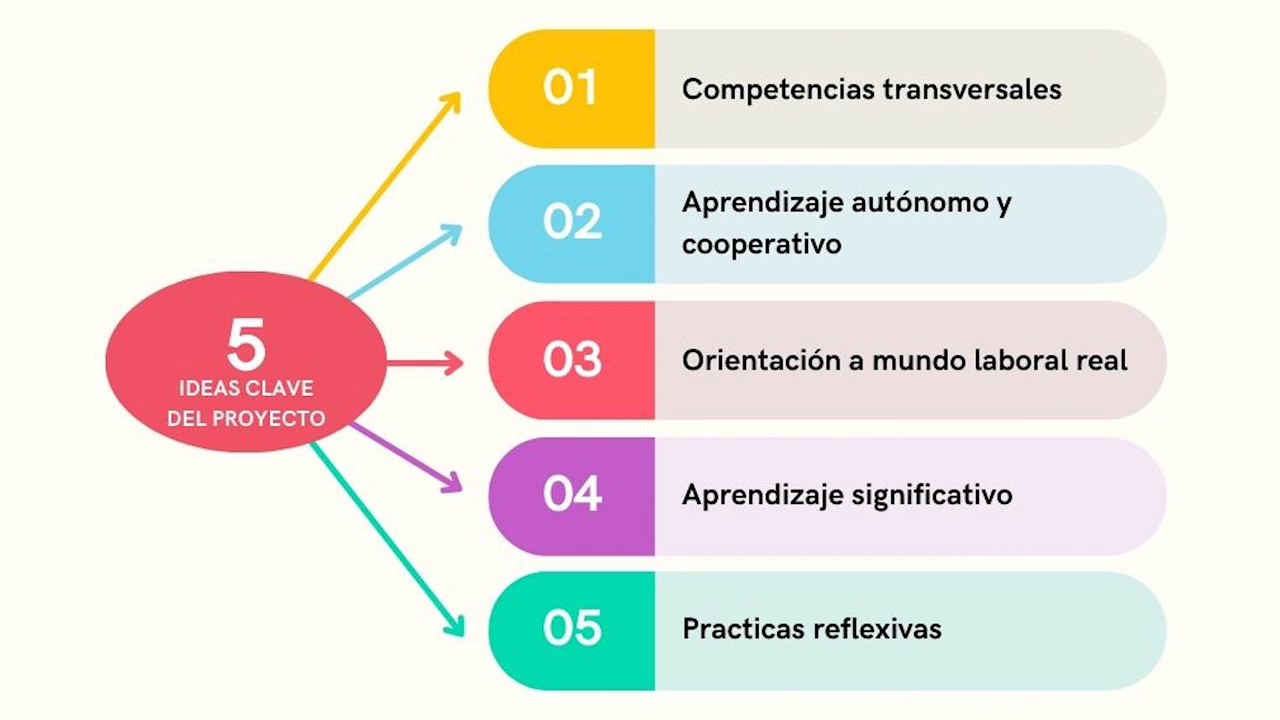 5
IDEAS CLAVE
DEL PROYECTO
01
Competencias transversales
02
Aprendizaje autónomo y
cooperativo
03
Orientación a mundo laboral real
04
Aprendizaje significativo
05
Practicas reflexivas